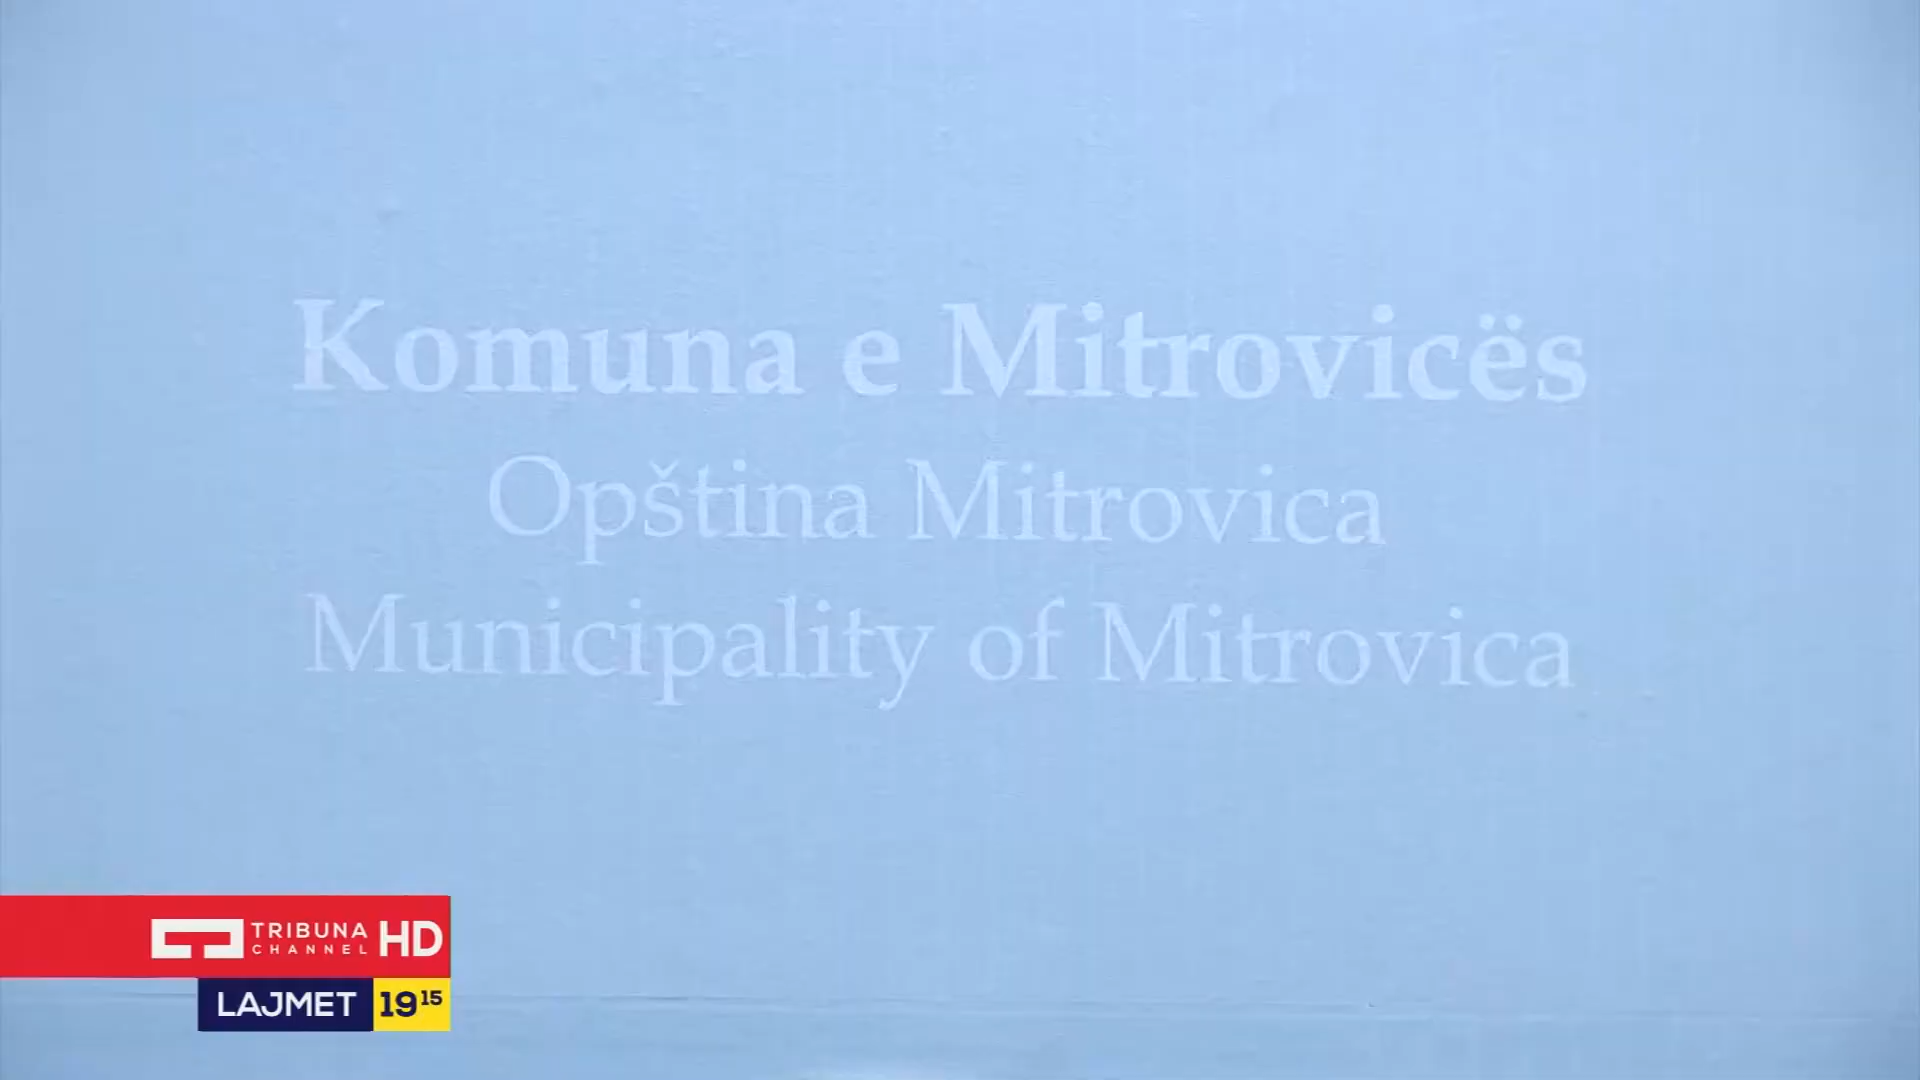 Komuna e Mitrovicës
Opština Mitrovica
Municipality of Mitrovica
TRIBUNA
CHANNEL
HD
LAJMET 19 15